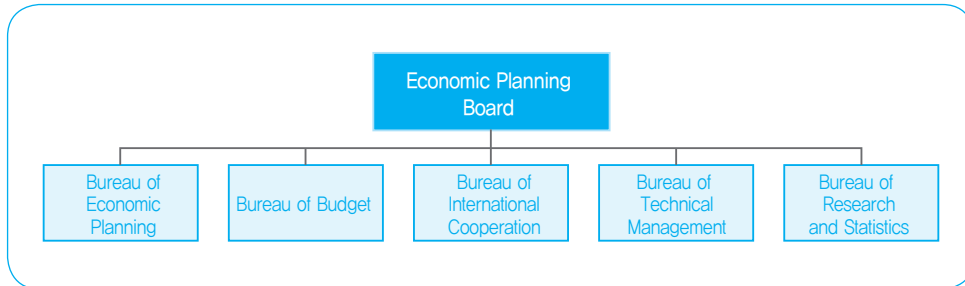 Economic Planning
Board
Bureau of
Economic
Planning
Bureau of Budget
Bureau of
International
Cooperation
Bureau of
Technical
Management
Bureau of
Research
and Statistics